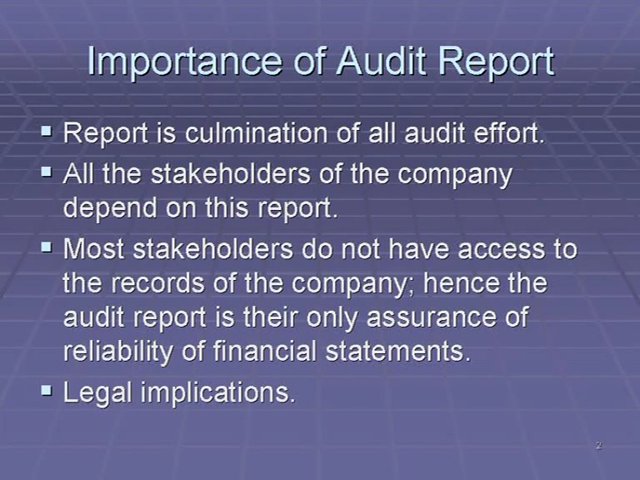 Importance of Audit Report
▪ Report is culmination of all audit effort.
▪ All the stakeholders of the company
depend on this report.
▪ Most stakeholders do not have access to
the records of the company; hence the
audit report is their only assurance of
reliability of financial statements.
▪ Legal implications.
2